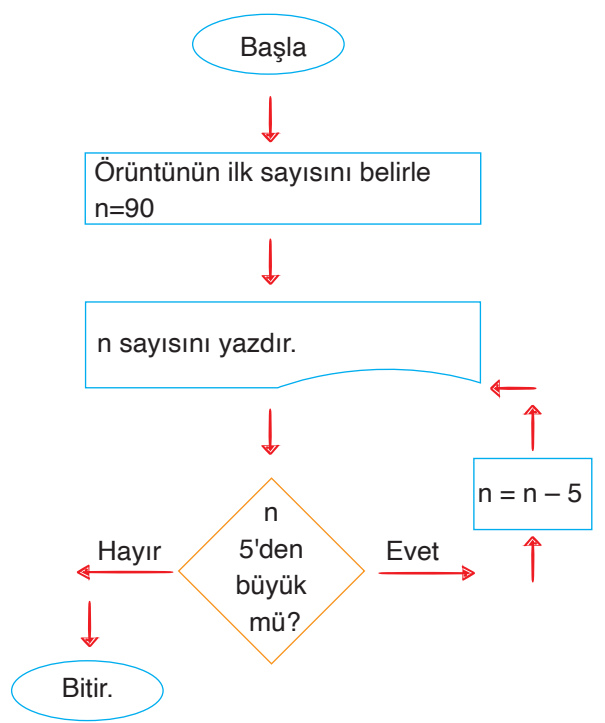 Başla
Örüntünün ilk sayısını belirle
n=90
n sayısını yazdır.
n = n – 5
n
5'den
büyük
mü?
Hayır
Evet
Bitir.